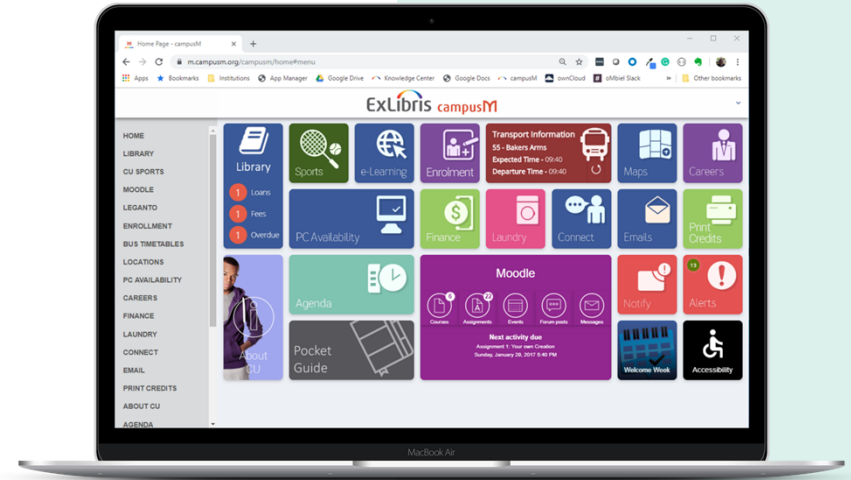 Home Page - campusM
m.campusm.org/campusm/home#menu
Apps
Bookmarks
Institutions
App Manager
Google Drive
Knowledge Center
Google Docs
campusM
ownCloud
oMbiel Slack
Other bookmarks
ExLibris campusM
HOME
LIBRARY
CU SPORTS
MOODLE
LEGANTO
ENROLLMENT
BUS TIMETABLES
LOCATIONS
PC AVAILABILITY
CAREERS
FINANCE
LAUNDRY
CONNECT
EMAIL
PRINT CREDITS
ABOUT CU
AGENDA
Library
1 Loans
1 Fees
1 Overdue
Sports
e-Learning
Enrolment
Transport Information
55 - Bakers Arms
Expected Time - 09:40
Departure Time - 09:40
Maps
Careers
PC Availability
Finance
Laundry
Connect
Emails
Print
Credits
About
CU
Agenda
Pocket
Guide
Moodle
6
22
Courses
Assignments
Events
Forum posts
Messages
Next activity due
Assignment 1: Your own Creation
Sunday, January 29, 2017 5:40 PM
Notify
13
Alerts
Welcome Week
Accessibility
MacBook Air